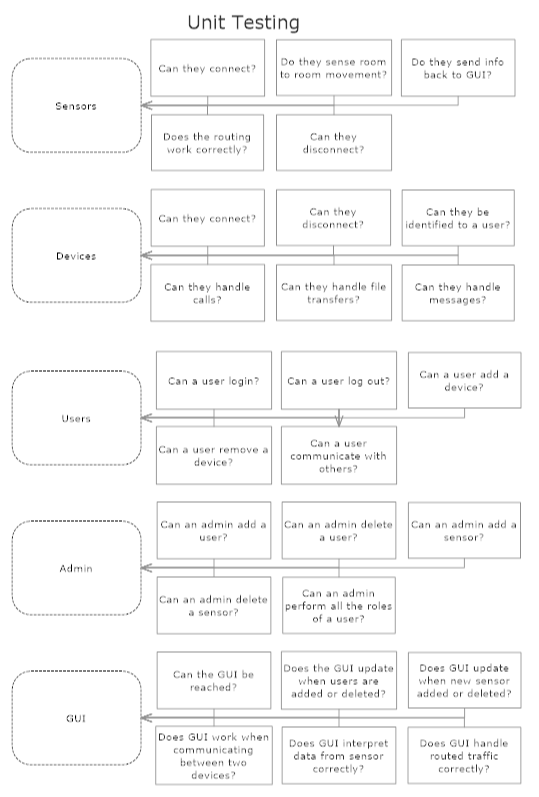 Unit Testing
Sensors
Can they connect?
Do they sense room
to room movement?
Do they send info
back to GUI?
Does the routing
work correctly?
Can they
disconnect?
Devices
Can they connect?
Can they
disconnect?
Can they be
identified to a user?
Can they handle
calls?
Can they handle file
transfers?
Can they handle
messages?
Users
Can a user login?
Can a user log out?
Can a user add a
device?
Can a user remove a
device?
Can a user
communicate with
others?
Admin
Can an admin add a
user?
Can an admin delete
a user?
Can an admin add a
sensor?
Can an admin delete
a sensor?
Can an admin
perform all the roles
of a user?
GUI
Can the GUI be
reached?
Does the GUI update
when users are
added or deleted?
Does GUI update
when new sensor
added or deleted?
Does GUI work when
communicating
between two
devices?
Does GUI interpret
data from sensor
correctly?
Does GUI handle
routed traffic
correctly?